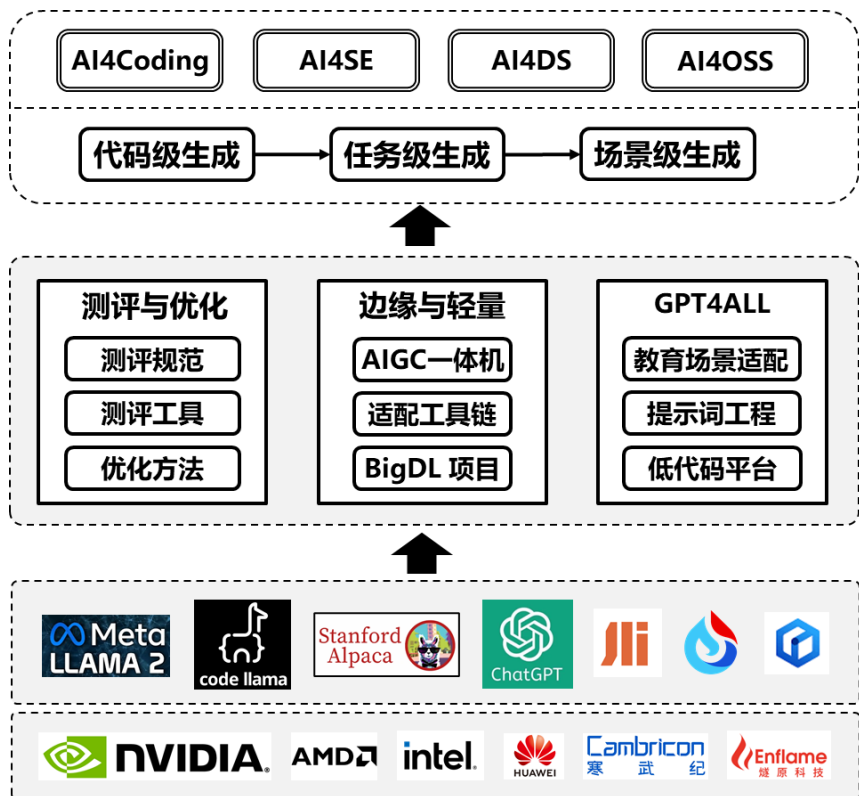 AI4Coding
AI4SE
AI4DS
AI4OSS
代码级生成
任务级生成
场景级生成
测评与优化
测评规范
测评工具
优化方法
边缘与轻量
AIGC一体机
适配工具链
BigDL 项目
GPT4ALL
教育场景适配
提示词工程
低代码平台
Meta
LLAMA 2
code llama
Stanford
Alpaca
ChatGPT
NVIDIA.
AMD
intel.
HUAWEI
Cambricon
寒武纪
Enflame
燧原科技